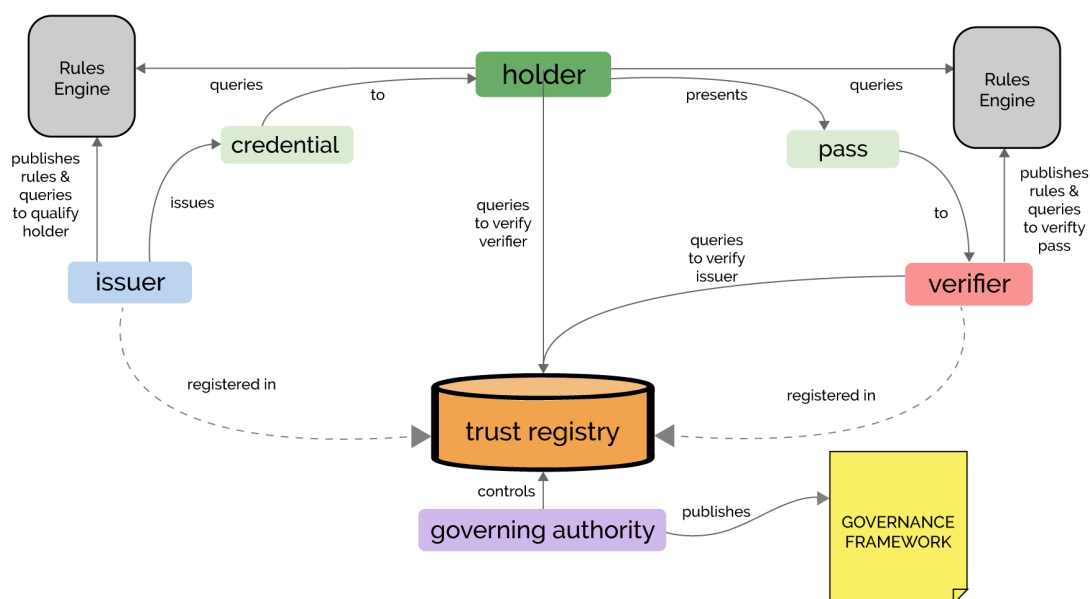 Rules
Engine
holder
Rules
Engine
queries
to
presents
queries
credential
pass
publishes
rules &
queries
to qualify
holder
issues
queries
to verify
verifier
to
publishes
rules &
queries
to verifty
pass
queries
to verify
issuer
issuer
verifier
registered in
registered in
trust registry
controls
governing authority
publishes
GOVERNANCE
FRAMEWORK